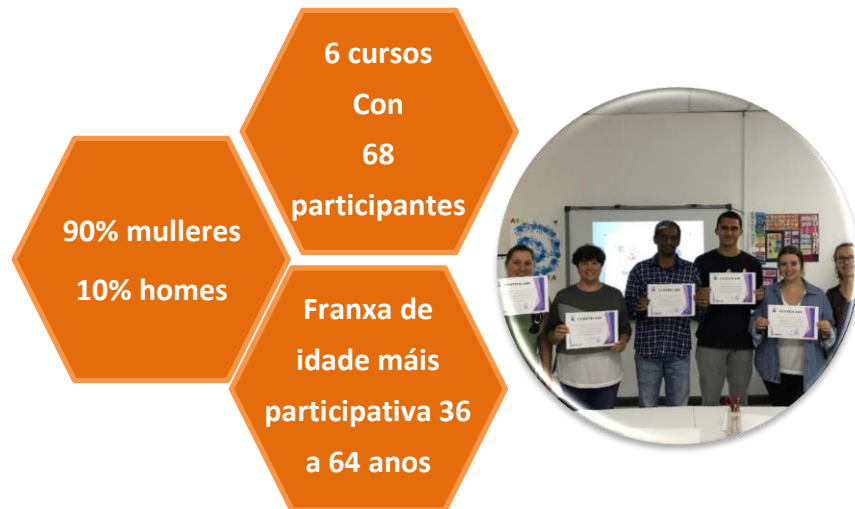 6 cursos
Con
68
participantes
90% mulleres
10% homes
Franxa de
idade máis
participativa 36
a 64 anos